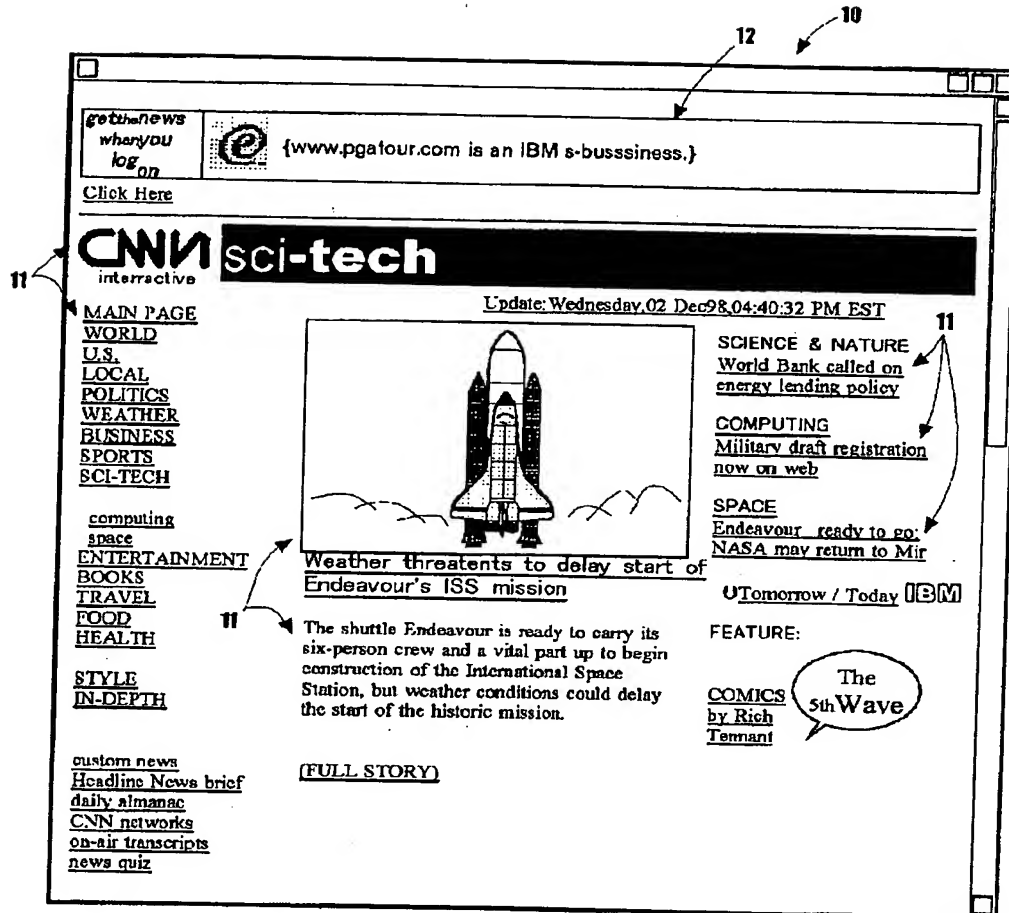 10
12
getthenews
whenyou
log
on
e
{www.pgatour.com is an IBM s-busssiness.}
Click Here
CNN
interractive
sci-tech
11
Update:Wednesday,02 Dec98,04:40:32 PM EST
MAIN PAGE
WORLD
U.S.
LOCAL
POLITICS
WEATHER
BUSINESS
SPORTS
SCI-TECH
computing
space
ENTERTAINMENT
BOOKS
TRAVEL
FOOD
HEALTH
STYLE
IN-DEPTH
custom news
Headline News brief
daily almanac
CNN networks
on-air transcripts
news quiz
Weather threatents to delay start of
Endeavour's ISS mission
11
The shuttle Endeavour is ready to carry its
six-person crew and a vital part up to begin
construction of the International Space
Station, but weather conditions could delay
the start of the historic mission.
(FULL STORY)
11
SCIENCE & NATURE
World Bank called on
energy lending policy
COMPUTING
Military draft registration
now on web
SPACE
Endeavour ready to go:
NASA may return to Mir
Tomorrow / Today IBM
FEATURE:
COMICS
by Rich
Tennant
The
5thWave